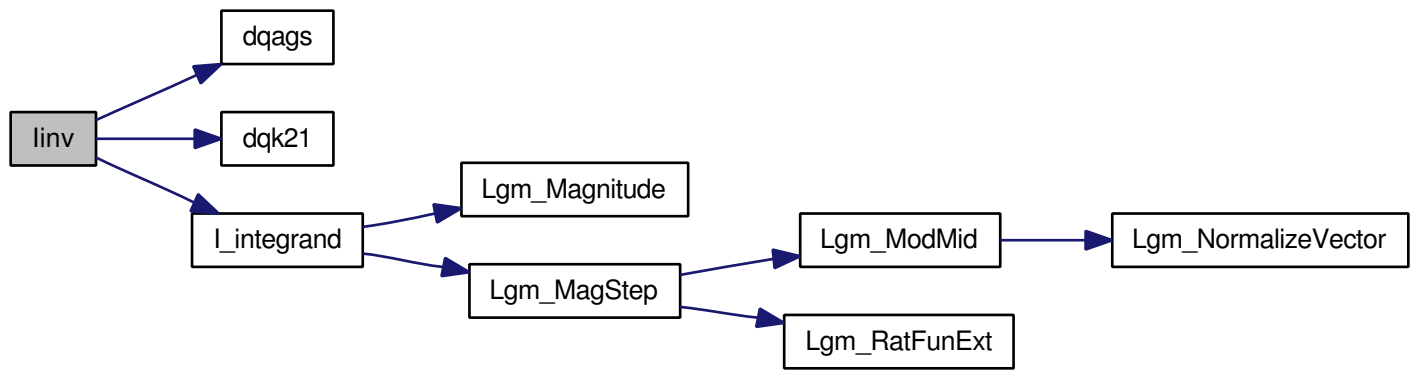 Iinv
dqags
dqk21
I_integrand
Lgm_Magnitude
Lgm_MagStep
Lgm_ModMid
Lgm_NormalizeVector
Lgm_RatFunExt